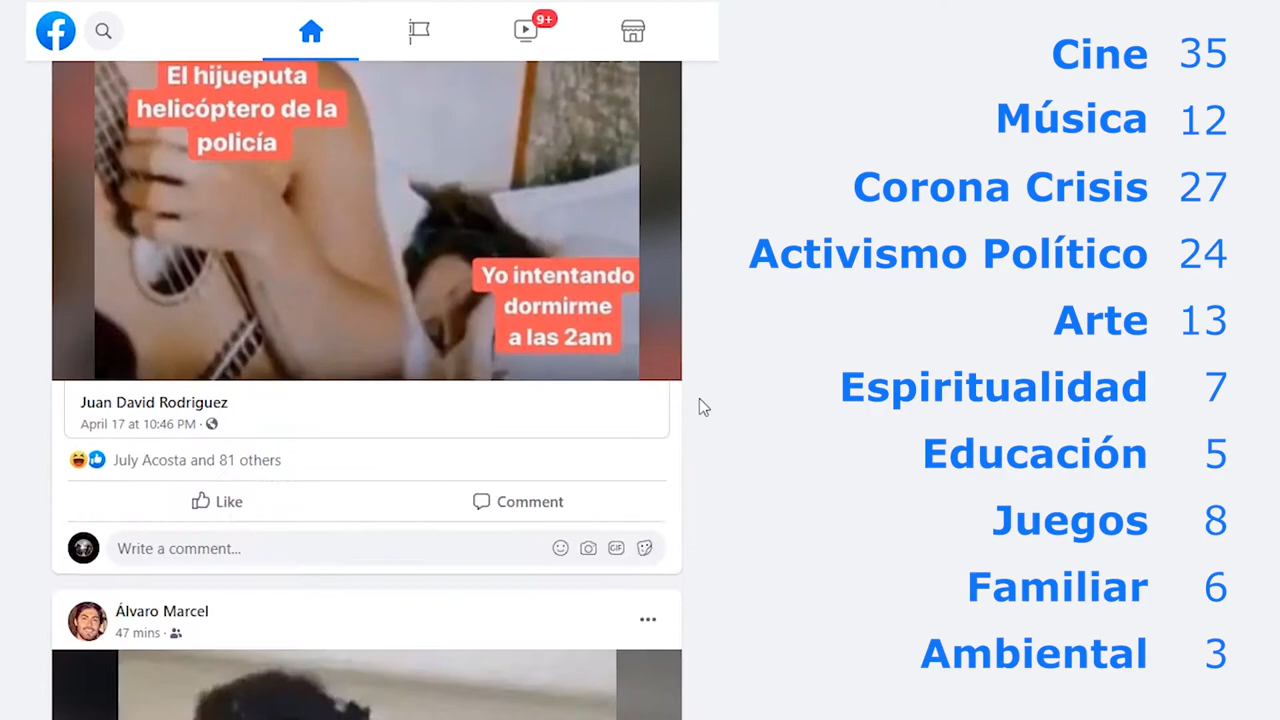 9+
El hijueputa
helicóptero de la
policía
Yo intentando
dormirme
a las 2am
Juan David Rodriguez
April 17 at 10:46 PM ·
July Acosta and 81 others
Like
Comment
Write a comment...
GIF
Álvaro Marcel
47 mins ·
Cine 35
Música 12
Corona Crisis 27
Activismo Político 24
Arte 13
Espiritualidad 7
Educación 5
Juegos 8
Familiar 6
Ambiental 3